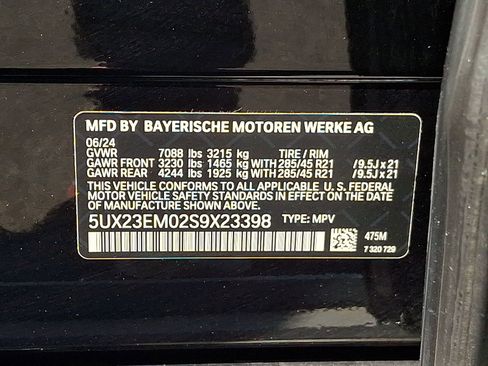 MFD BY BAYERISCHE MOTOREN WERKE AG
06/24
GVWR 7088 lbs 3215 kg TIRE / RIM
GAWR FRONT 3230 lbs 1465 kg WITH 285/45 R21 /9.5J x 21
GAWR REAR 4244 lbs 1925 kg WITH 285/45 R21 /9.5J x 21
THIS VEHICLE CONFORMS TO ALL APPLICABLE U. S. FEDERAL
MOTOR VEHICLE SAFETY STANDARDS IN EFFECT ON THE DATE
OF MANUFACTURE SHOWN ABOVE.
5UX23EM02S9X23398 TYPE: MPV
475M
7 320 729